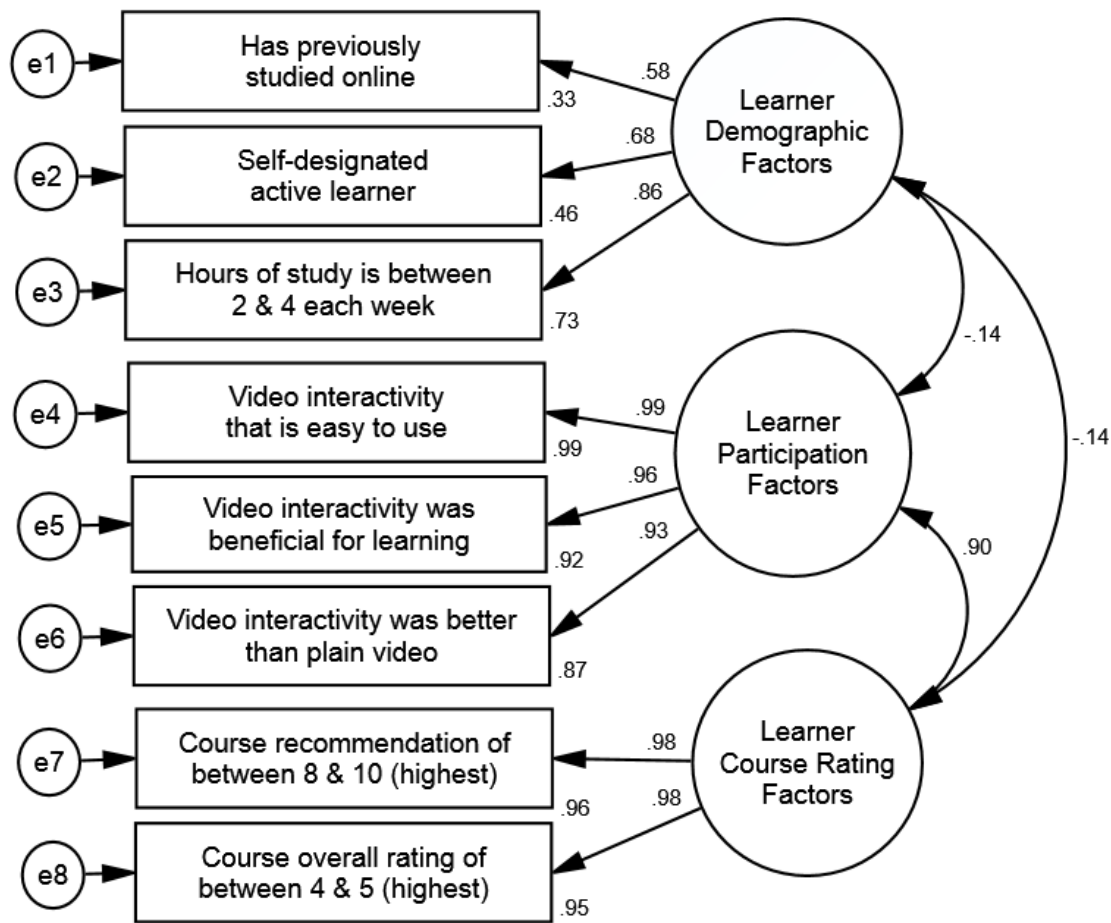 e1
Has previously
studied online
.33
.58
Learner
Demographic
Factors
e2
Self-designated
active learner
.46
.68
e3
Hours of study is between
2 & 4 each week
.73
.86
-.14
-.14
e4
Video interactivity
that is easy to use
.99
.99
Learner
Participation
Factors
e5
Video interactivity was
beneficial for learning
.92
.96
e6
Video interactivity was better
than plain video
.87
.93
.90
e7
Course recommendation of
between 8 & 10 (highest)
.96
.98
Learner
Course Rating
Factors
e8
Course overall rating of
between 4 & 5 (highest)
.95
.98